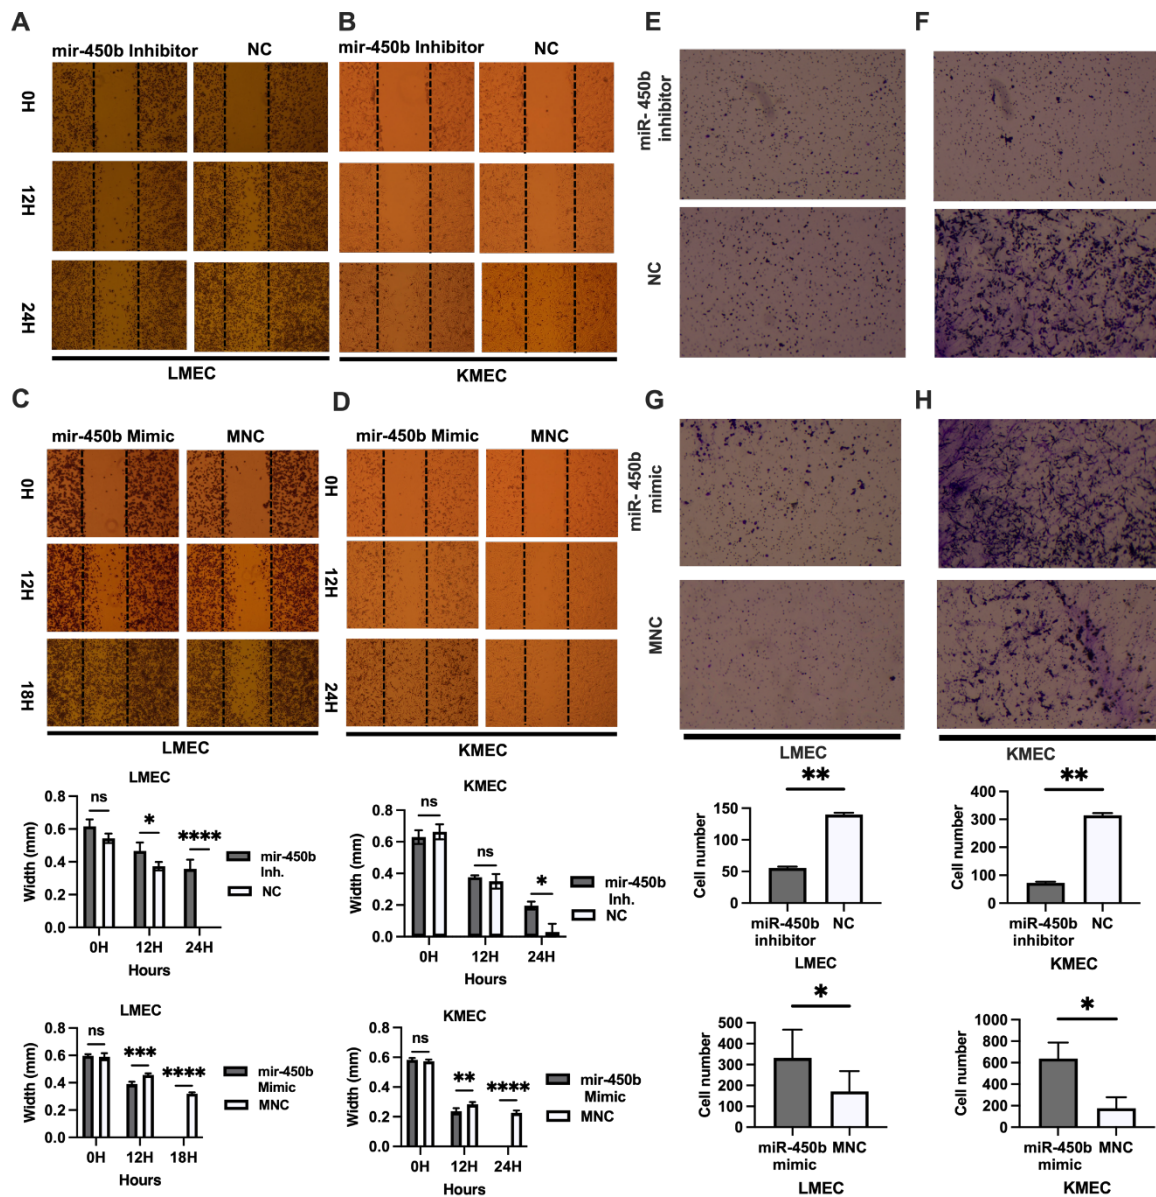 A
mir-450b Inhibitor NC
0H
12H
24H
LMEC
B
mir-450b Inhibitor NC
KMEC
C
mir-450b Mimic MNC
0H
12H
18H
LMEC
D
mir-450b Mimic MNC
0H
12H
24H
KMEC
E
F
miR- 450b
inhibitor
NC
G
H
miR- 450b
mimic
MNC
LMEC
KMEC
LMEC
Width (mm)
0.8
0.6
0.4
0.2
0.0
ns
*
****
0H 12H 24H
Hours
mir-450b
Inh.
NC
KMEC
Width (mm)
0.8
0.6
0.4
0.2
0.0
ns
ns
*
0H 12H 24H
Hours
mir-450b
Inh.
NC
Cell number
150
100
50
0
**
miR-450b NC
inhibitor
LMEC
Cell number
400
300
200
100
0
**
miR-450b NC
inhibitor
KMEC
LMEC
Width (mm)
0.8
0.6
0.4
0.2
0.0
ns
***
****
0H 12H 18H
Hours
mir-450b
Mimic
MNC
KMEC
Width (mm)
0.8
0.6
0.4
0.2
0.0
ns
**
****
0H 12H 24H
Hours
mir-450b
Mimic
MNC
Cell number
500
400
300
200
100
0
*
miR-450b MNC
mimic
LMEC
Cell number
1000
800
600
400
200
0
*
miR-450b MNC
mimic
KMEC